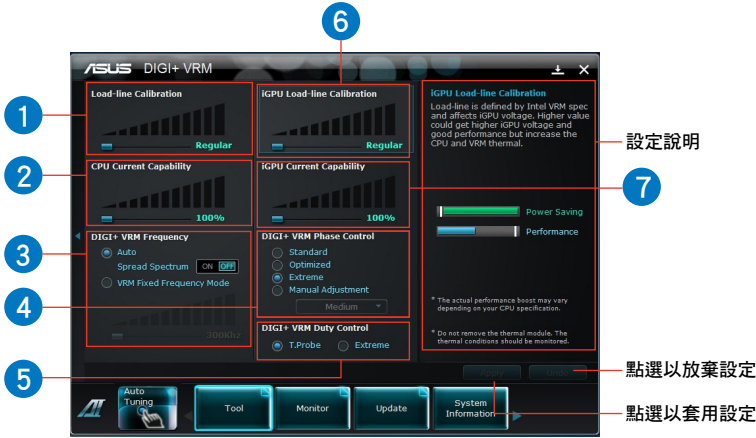 6
ASUS DIGI+ VRM
1
Load-line Calibration
Regular
iGPU Load-line Calibration
Regular
iGPU Load-line Calibration
Load-line is defined by Intel VRM spec
and affects iGPU voltage. Higher value
could get higher iGPU voltage and
good performance but increase the
CPU and VRM thermal.
設定說明
2
CPU Current Capability
100%
iGPU Current Capability
100%
7
Power Saving
Performance
3
DIGI+ VRM Frequency
Auto
Spread Spectrum ON OFF
VRM Fixed Frequency Mode
300Khz
4
DIGI+ VRM Phase Control
Standard
Optimized
Extreme
Manual Adjustment
Medium
* The actual performance boost may vary
depending on your CPU specification.
* Do not remove the thermal module. The
thermal conditions should be monitored.
5
DIGI+ VRM Duty Control
T.Probe Extreme
Apply Undo
點選以放棄設定
點選以套用設定
Auto
Tuning
Tool
Monitor
Update
System
Information